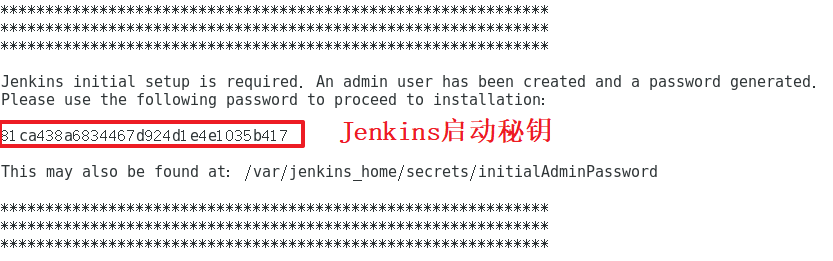 *************************************************************
*************************************************************
*************************************************************
Jenkins initial setup is required. An admin user has been created and a password generated.
Please use the following password to proceed to installation:
81ca438a6834467d924d1e4e1035b417 Jenkins启动秘钥
This may also be found at: /var/jenkins_home/secrets/initialAdminPassword
*************************************************************
*************************************************************
*************************************************************